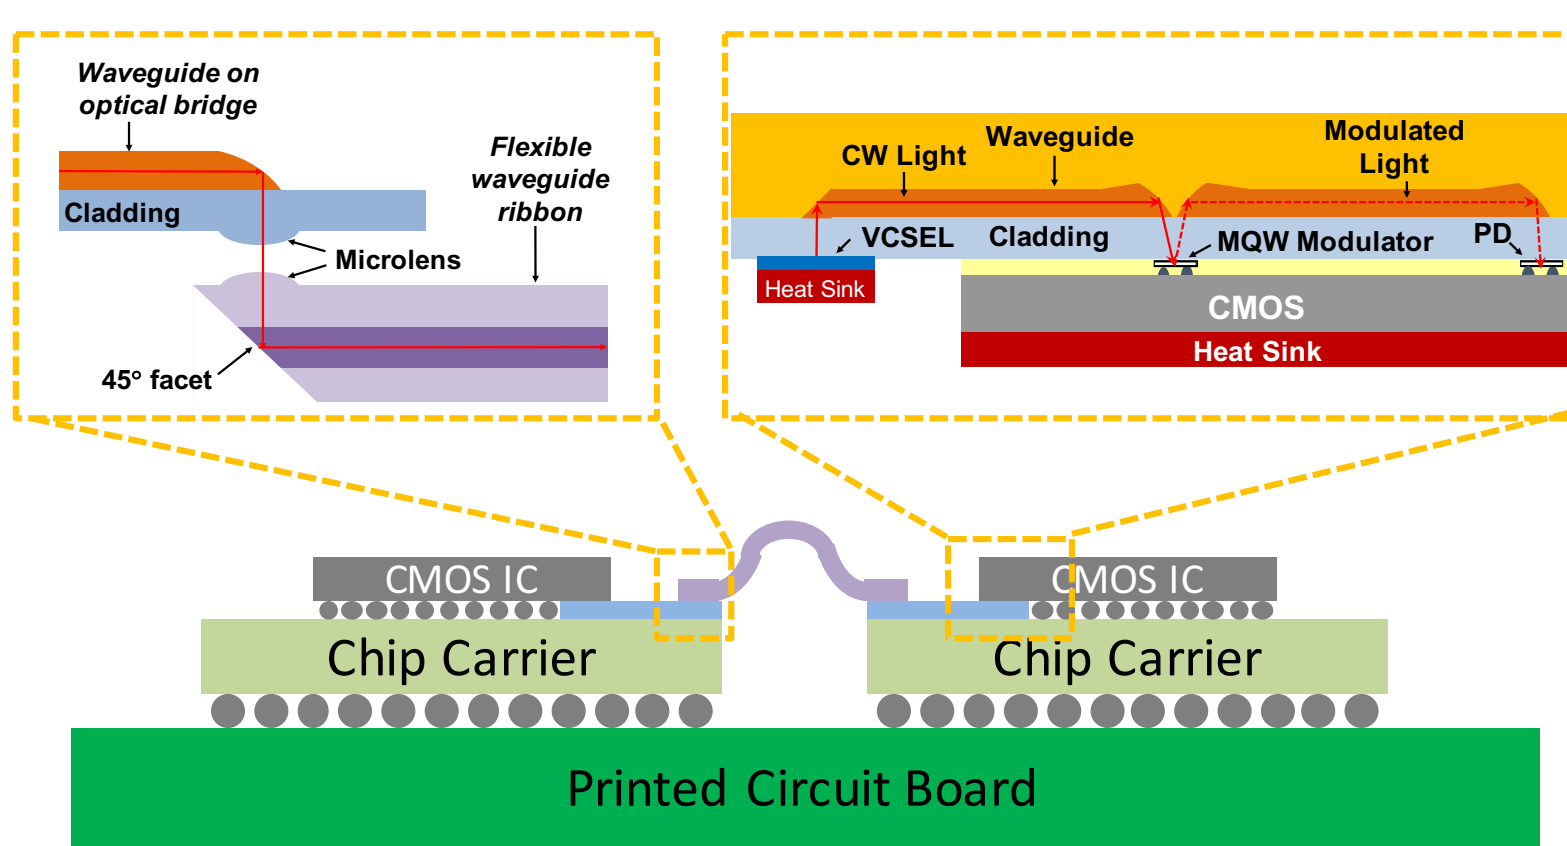 Waveguide on
optical bridge
Flexible
waveguide
ribbon
Cladding
Microlens
45° facet
CW Light
Waveguide
Modulated
Light
VCSEL
Cladding
MQW Modulator
PD
Heat Sink
CMOS
Heat Sink
CMOS IC
CMOS IC
Chip Carrier
Chip Carrier
Printed Circuit Board